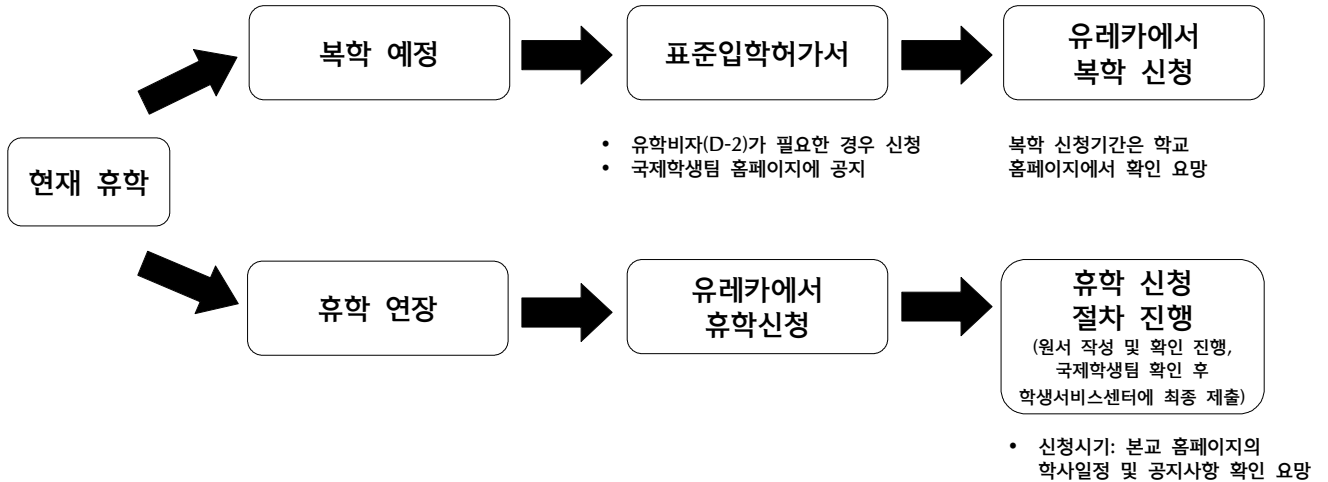 현재 휴학
복학 예정
표준입학허가서
• 유학비자(D-2)가 필요한 경우 신청
• 국제학생팀 홈페이지에 공지
유레카에서
복학 신청
복학 신청기간은 학교
홈페이지에서 확인 요망
휴학 연장
유레카에서
휴학신청
휴학 신청
절차 진행
(원서 작성 및 확인 진행,
국제학생팀 확인 후
학생서비스센터에 최종 제출)
• 신청시기: 본교 홈페이지의
학사일정 및 공지사항 확인 요망